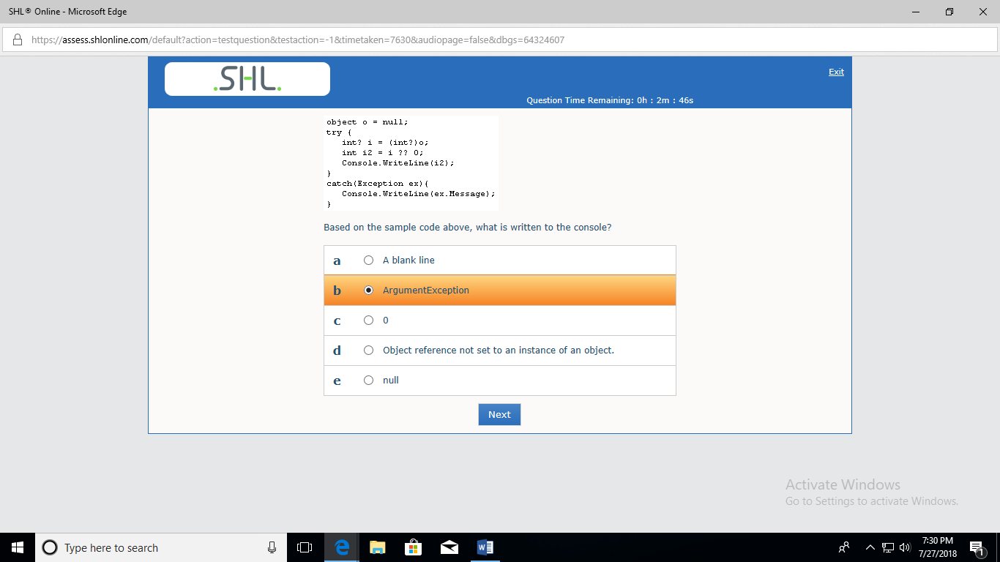 SHL® Online - Microsoft Edge
https://assess.shlonline.com/default?action=testquestion&testaction=-1&timetaken=7630&audiopage=false&dbgs=64324607
.SHL.
Exit
Question Time Remaining: 0h : 2m : 46s
object o = null;
try {
   int? i = (int?)o;
   int i2 = i ?? 0;
   Console.WriteLine(i2);
}
catch(Exception ex){
   Console.WriteLine(ex.Message);
}
Based on the sample code above, what is written to the console?
a A blank line
b ArgumentException
c 0
d Object reference not set to an instance of an object.
e null
Next
Activate Windows
Go to Settings to activate Windows.
Type here to search
7:30 PM
7/27/2018
1